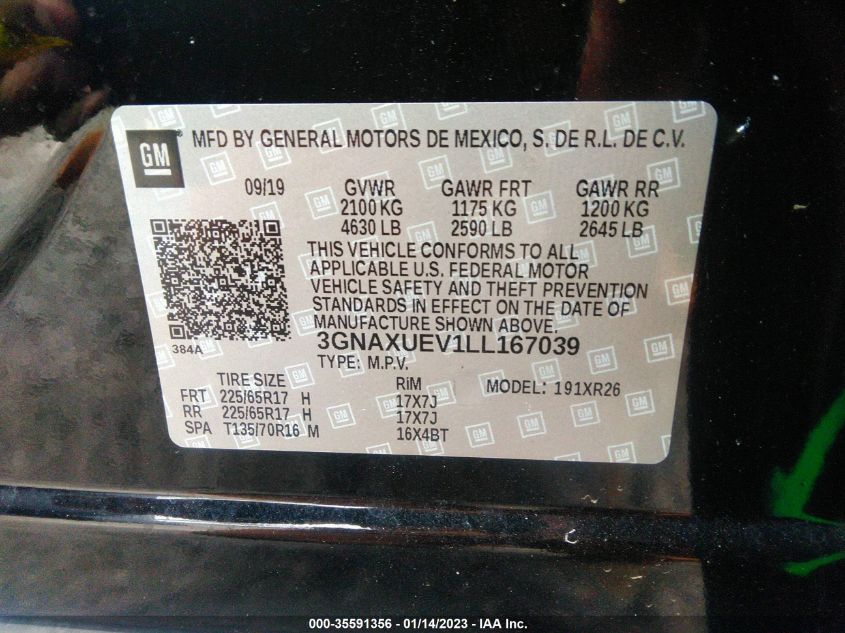 GM
MFD BY GENERAL MOTORS DE MEXICO, S. DE R.L. DE C.V.
09/19 GVWR GAWR FRT GAWR RR
2100 KG 1175 KG 1200 KG
4630 LB 2590 LB 2645 LB
THIS VEHICLE CONFORMS TO ALL
APPLICABLE U.S. FEDERAL MOTOR
VEHICLE SAFETY AND THEFT PREVENTION
STANDARDS IN EFFECT ON THE DATE OF
MANUFACTURE SHOWN ABOVE.
384A
3GNAXUEV1LL167039
TYPE: M.P.V.
TIRE SIZE RIM MODEL: 191XR26
FRT 225/65R17 H 17X7J
RR 225/65R17 H 17X7J
SPA T135/70R16 M 16X4BT
000-35591356 - 01/14/2023 - IAA Inc.